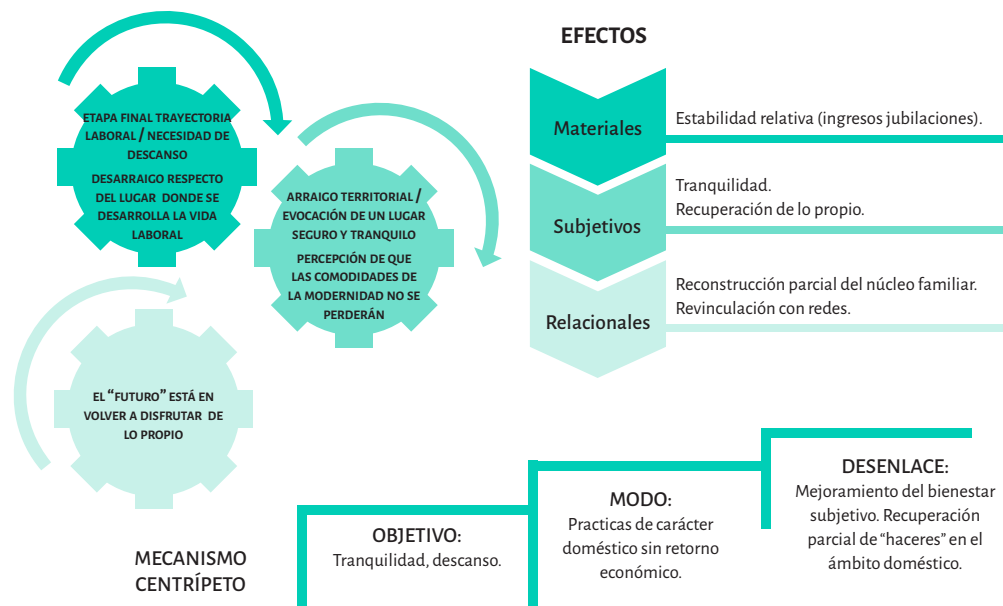 ETAPA FINAL TRAYECTORIA
LABORAL / NECESIDAD DE
DESCANSO
DESARRAIGO RESPECTO
DEL LUGAR DONDE SE
DESARROLLA LA VIDA
LABORAL
ARRAIGO TERRITORIAL /
EVOCACIÓN DE UN LUGAR
SEGURO Y TRANQUILO
PERCEPCIÓN DE QUE
LAS COMODIDADES DE
LA MODERNIDAD NO SE
PERDERÁN
EL “FUTURO” ESTÁ EN
VOLVER A DISFRUTAR DE
LO PROPIO
MECANISMO
CENTRÍPETO
EFECTOS
Materiales
Estabilidad relativa (ingresos jubilaciones).
Subjetivos
Tranquilidad.
Recuperación de lo propio.
Relacionales
Reconstrucción parcial del núcleo familiar.
Revinculación con redes.
OBJETIVO:
Tranquilidad, descanso.
MODO:
Practicas de carácter
doméstico sin retorno
económico.
DESENLACE:
Mejoramiento del bienestar
subjetivo. Recuperación
parcial de “haceres” en el
ámbito doméstico.